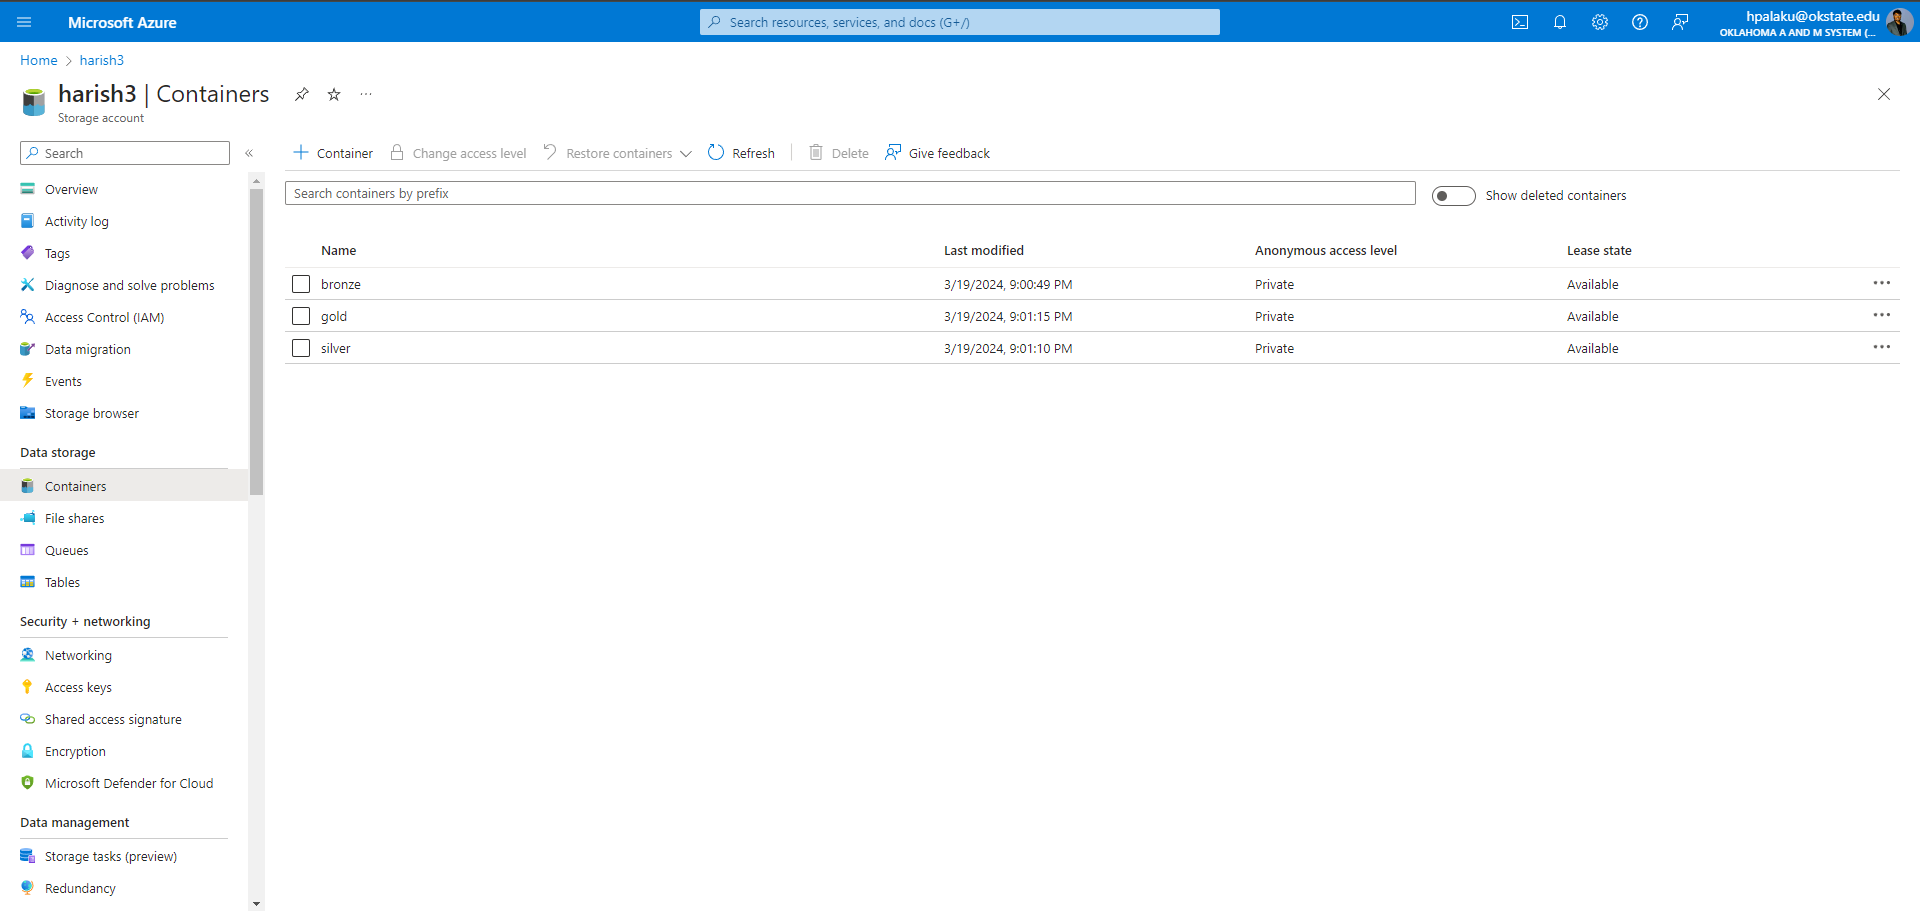 Microsoft Azure
Search resources, services, and docs (G+/)
hpalaku@okstate.edu
OKLAHOMA A AND M SYSTEM (...
Home > harish3
harish3 | Containers
Storage account
Search
Overview
Activity log
Tags
Diagnose and solve problems
Access Control (IAM)
Data migration
Events
Storage browser
Data storage
Containers
File shares
Queues
Tables
Security + networking
Networking
Access keys
Shared access signature
Encryption
Microsoft Defender for Cloud
Data management
Storage tasks (preview)
Redundancy
Container Change access level Restore containers Refresh Delete Give feedback
Search containers by prefix
Show deleted containers
Name Last modified Anonymous access level Lease state
bronze 3/19/2024, 9:00:49 PM Private Available
gold 3/19/2024, 9:01:15 PM Private Available
silver 3/19/2024, 9:01:10 PM Private Available